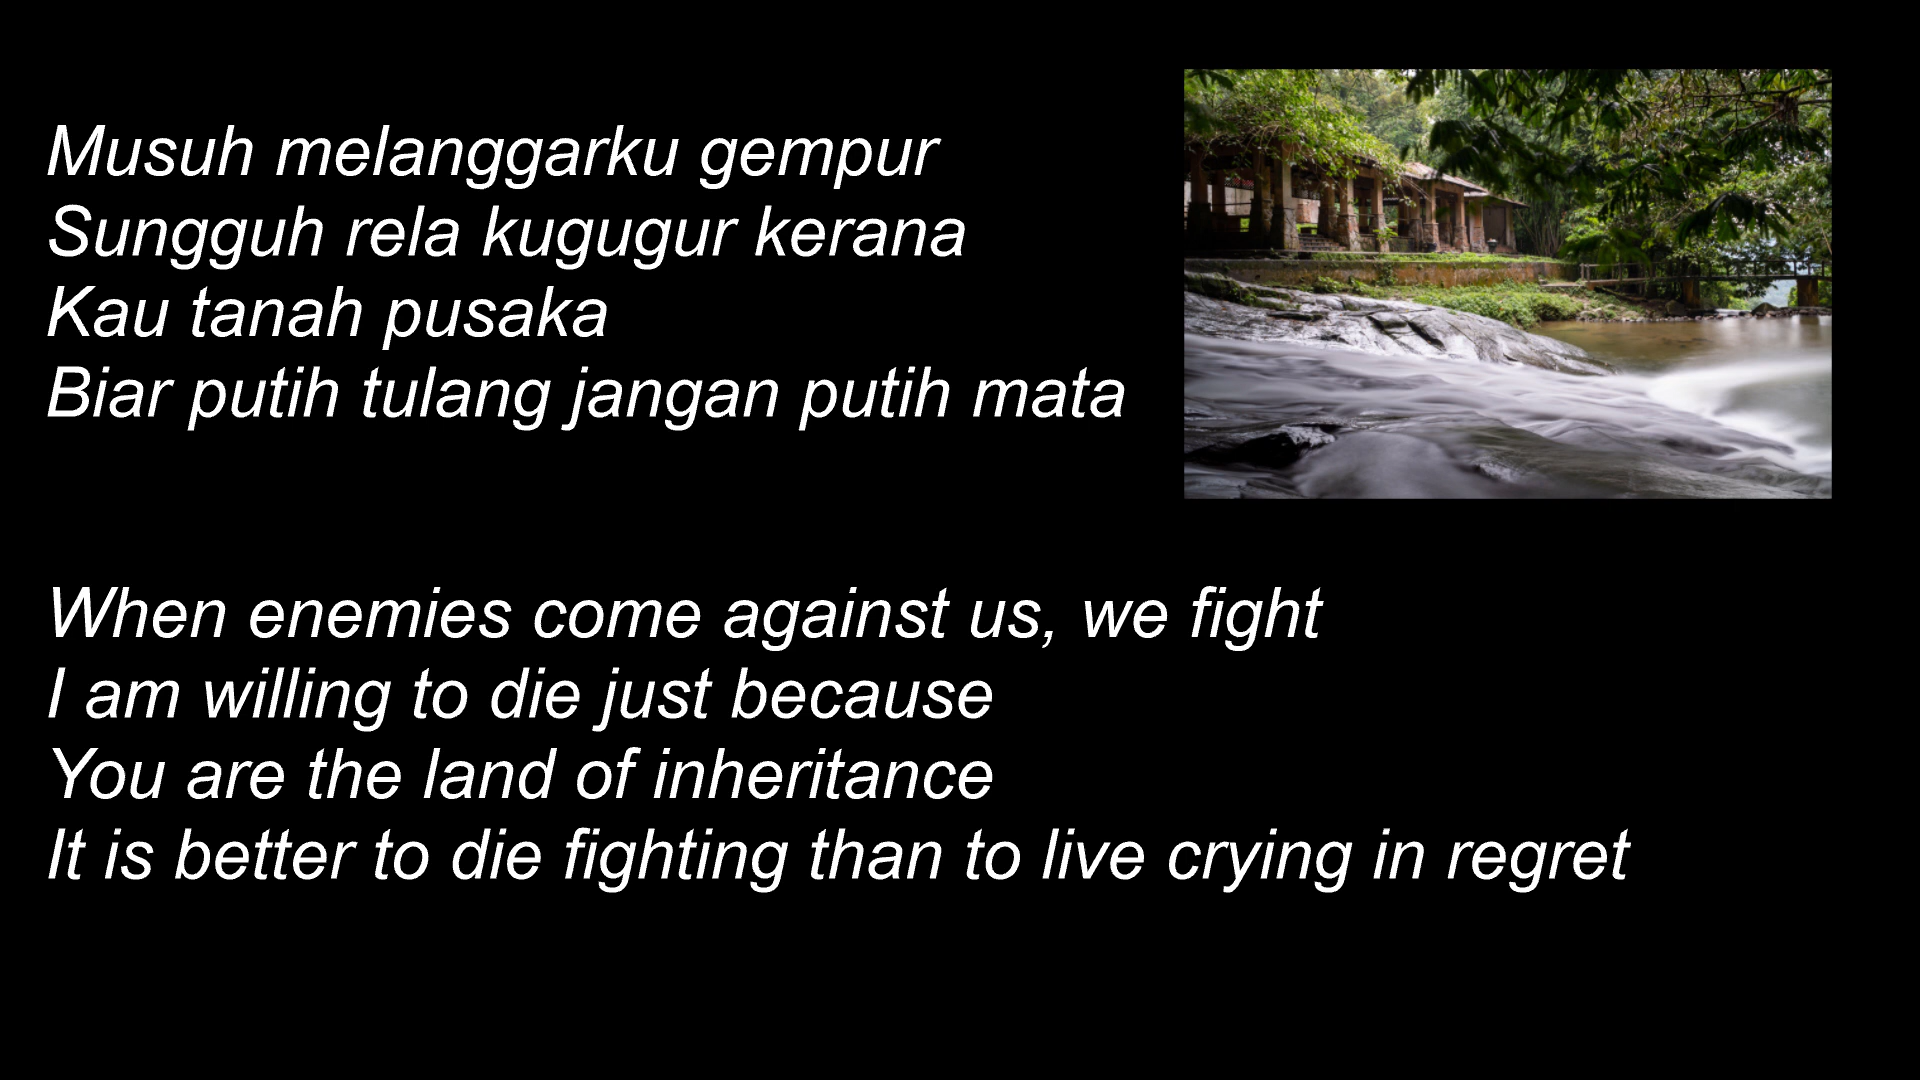 Musuh melanggarku gempur
Sungguh rela kugugur kerana
Kau tanah pusaka
Biar putih tulang jangan putih mata
When enemies come against us, we fight
I am willing to die just because
You are the land of inheritance
It is better to die fighting than to live crying in regret